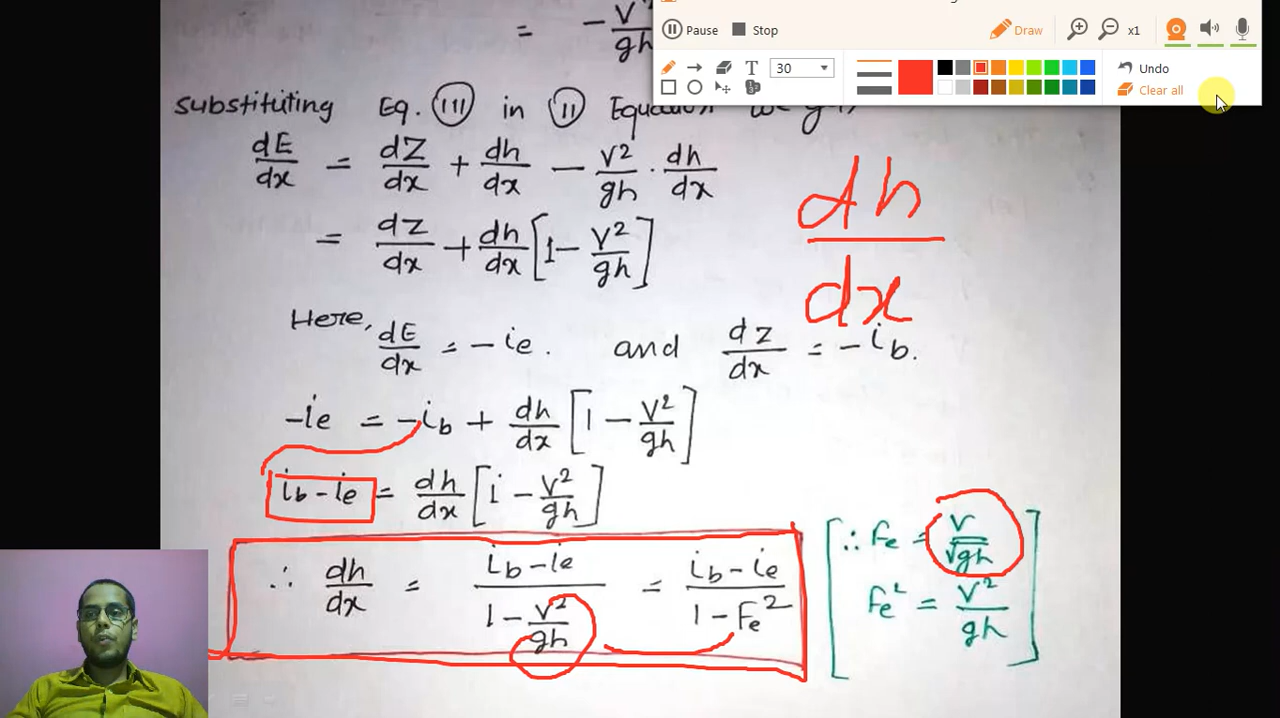 = - V²/gh
Pause Stop Draw x1
T 30 Undo
Clear all
substituting Eq. (III) in (II) Equation we get,
dE/dx = dZ/dx + dh/dx - V²/gh . dh/dx
= dz/dx + dh/dx [1 - V²/gh]
dh/dx
Here, dE/dx = - ie. and dz/dx = - ib.
-ie = -ib + dh/dx [1 - V²/gh]
ib - ie = dh/dx [1 - V²/gh]
∴ dh/dx = ib - ie / 1 - V²/gh = ib - ie / 1 - Fe²
[∴ Fe = V/√gh
Fe² = V²/gh]